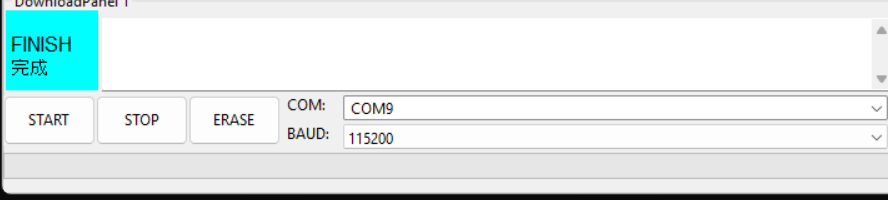 DownloadPanel 1
FINISH
完成
START
STOP
ERASE
COM:
COM9
BAUD:
115200